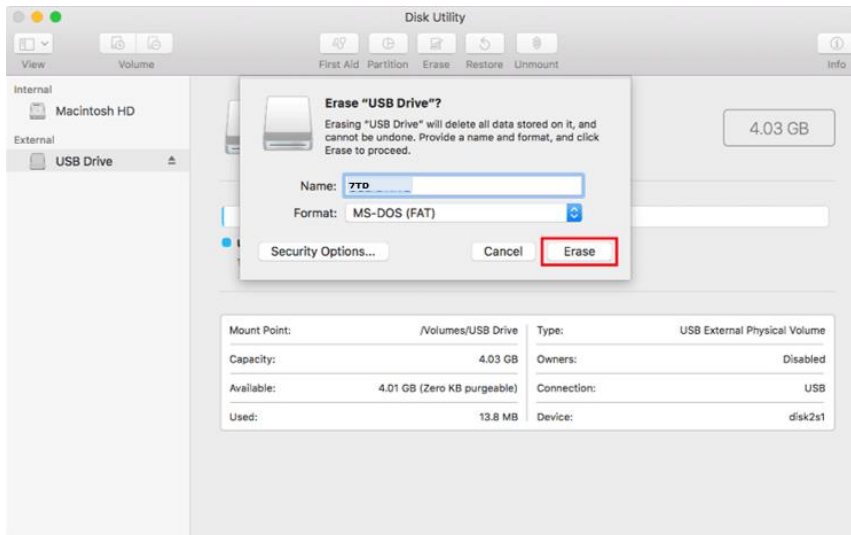 Disk Utility
View
Volume
First Aid
Partition
Erase
Restore
Unmount
Info
Internal
Macintosh HD
External
USB Drive
Erase “USB Drive”?
Erasing “USB Drive” will delete all data stored on it, and
cannot be undone. Provide a name and format, and click
Erase to proceed.
Name: 7TD
Format: MS-DOS (FAT)
Security Options...
Cancel
Erase
4.03 GB
Mount Point: /Volumes/USB Drive
Type: USB External Physical Volume
Capacity: 4.03 GB
Owners: Disabled
Available: 4.01 GB (Zero KB purgeable)
Connection: USB
Used: 13.8 MB
Device: disk2s1